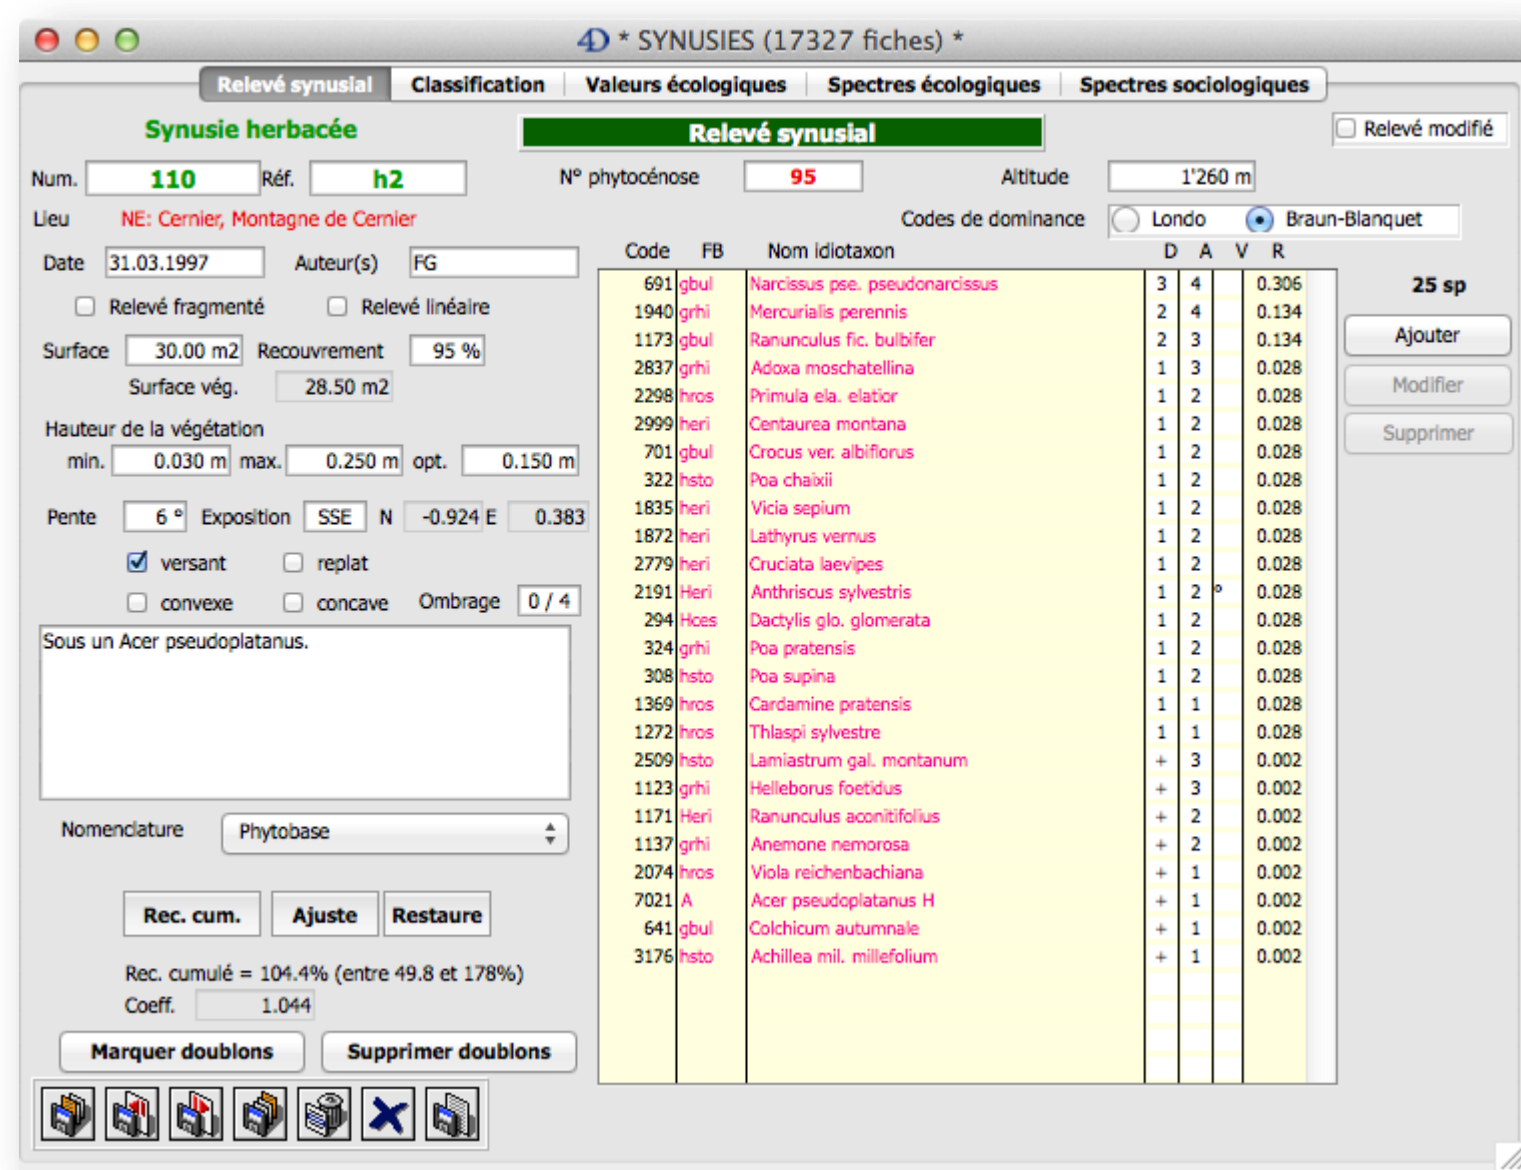 4D * SYNUSIES (17327 fiches) *
Relevé synusial Classification Valeurs écologiques Spectres écologiques Spectres sociologiques
Synusie herbacée Relevé synusial Relevé modifié
Num. 110 Réf. h2 N° phytocénose 95 Altitude 1'260 m
Lieu NE: Cernier, Montagne de Cernier Codes de dominance Londo Braun-Blanquet
Date 31.03.1997 Auteur(s) FG
Relevé fragmenté Relevé linéaire
Surface 30.00 m2 Recouvrement 95 %
Surface vég. 28.50 m2
Hauteur de la végétation
min. 0.030 m max. 0.250 m opt. 0.150 m
Pente 6 ° Exposition SSE N -0.924 E 0.383
versant replat
convexe concave Ombrage 0 / 4
Sous un Acer pseudoplatanus.
Nomenclature Phytobase
Rec. cum. Ajuste Restaure
Rec. cumulé = 104.4% (entre 49.8 et 178%)
Coeff. 1.044
Marquer doublons Supprimer doublons
Code FB Nom idiotaxon D A V R
691 gbul Narcissus pse. pseudonarcissus 3 4 0.306
1940 grhi Mercurialis perennis 2 4 0.134
1173 gbul Ranunculus fic. bulbifer 2 3 0.134
2837 grhi Adoxa moschatellina 1 3 0.028
2298 hros Primula ela. elatior 1 2 0.028
2999 heri Centaurea montana 1 2 0.028
701 gbul Crocus ver. albiflorus 1 2 0.028
322 hsto Poa chaixii 1 2 0.028
1835 heri Vicia sepium 1 2 0.028
1872 heri Lathyrus vernus 1 2 0.028
2779 heri Cruciata laevipes 1 2 0.028
2191 Heri Anthriscus sylvestris 1 2 ° 0.028
294 Hces Dactylis glo. glomerata 1 2 0.028
324 grhi Poa pratensis 1 2 0.028
308 hsto Poa supina 1 2 0.028
1369 hros Cardamine pratensis 1 1 0.028
1272 hros Thlaspi sylvestre 1 1 0.028
2509 hsto Lamiastrum gal. montanum + 3 0.002
1123 grhi Helleborus foetidus + 3 0.002
1171 Heri Ranunculus aconitifolius + 2 0.002
1137 grhi Anemone nemorosa + 2 0.002
2074 hros Viola reichenbachiana + 1 0.002
7021 A Acer pseudoplatanus H + 1 0.002
641 gbul Colchicum autumnale + 1 0.002
3176 hsto Achillea mil. millefolium + 1 0.002
25 sp
Ajouter
Modifier
Supprimer